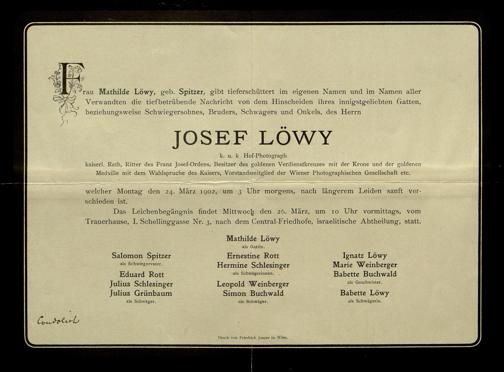 Frau Mathilde Löwy, geb. Spitzer, gibt tieferschüttert im eigenen Namen und im Namen aller
Verwandten die tiefbetrübende Nachricht von dem Hinscheiden ihres innigstgeliebten Gatten,
beziehungsweise Schwiegersohnes, Bruders, Schwagers und Onkels, des Herrn
JOSEF LÖWY
k. u. k. Hof-Photograph
kaiserl. Rath, Ritter des Franz Josef-Ordens, Besitzer des goldenen Verdienstkreuzes mit der Krone und der goldenen
Medaille mit dem Wahlspruche des Kaisers, Vorstandsmitglied der Wiener Photographischen Gesellschaft etc.
welcher Montag den 24. März 1902, um 3 Uhr morgens, nach längerem Leiden sanft ver-
schieden ist.
Das Leichenbegängnis findet Mittwoch den 26. März, um 10 Uhr vormittags, vom
Trauerhause, I. Schellinggasse Nr. 3, nach dem Central-Friedhofe, israelitische Abtheilung, statt.
Mathilde Löwy
als Gattin.
Salomon Spitzer
als Schwiegervater.
Eduard Rott
Julius Schlesinger
Julius Grünbaum
als Schwäger.
Ernestine Rott
Hermine Schlesinger
als Schwägerinnen.
Leopold Weinberger
Simon Buchwald
als Schwäger.
Ignatz Löwy
Marie Weinberger
Babette Buchwald
als Geschwister.
Babette Löwy
als Schwägerin.
Druck von Friedrich Jasper in Wien.